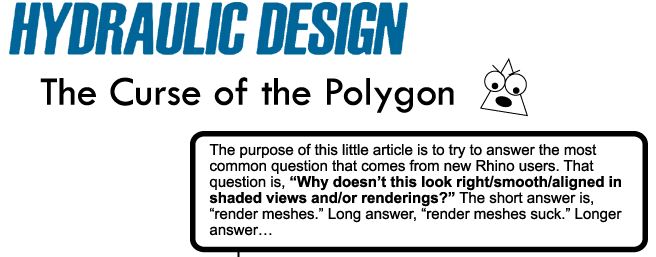 HYDRAULIC DESIGN
The Curse of the Polygon
The purpose of this little article is to try to answer the most
common question that comes from new Rhino users. That
question is, “Why doesn’t this look right/smooth/aligned in
shaded views and/or renderings?” The short answer is,
“render meshes.” Long answer, “render meshes suck.” Longer
answer…